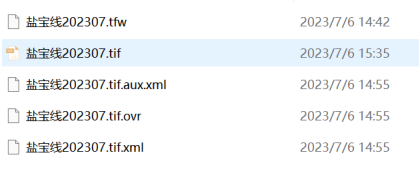 盐宝线202307.tfw 2023/7/6 14:42
盐宝线202307.tif 2023/7/6 15:35
盐宝线202307.tif.aux.xml 2023/7/6 14:55
盐宝线202307.tif.ovr 2023/7/6 14:55
盐宝线202307.tif.xml 2023/7/6 14:55